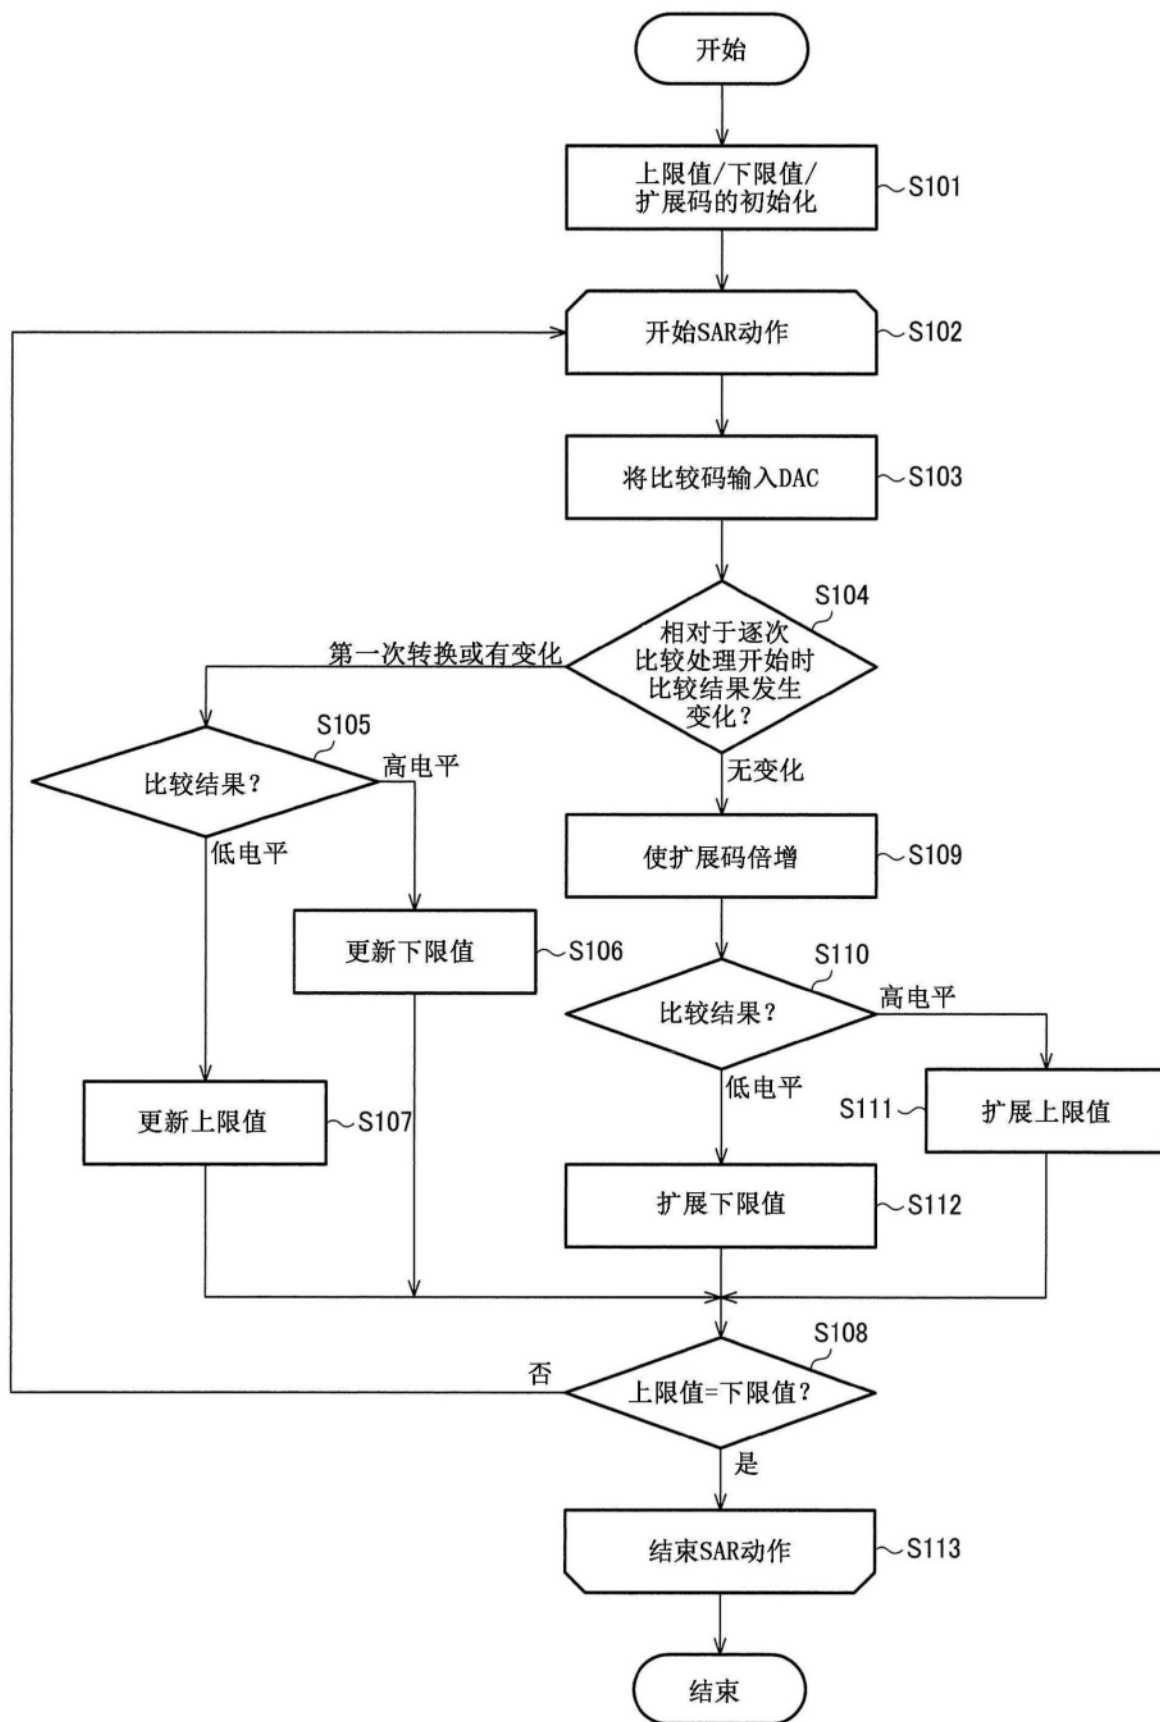 开始
上限值/下限值/
扩展码的初始化
S101
开始SAR动作
S102
将比较码输入DAC
S103
S104
相对于逐次
比较处理开始时
比较结果发生
变化？
第一次转换或有变化
无变化
S105
比较结果？
高电平
低电平
更新下限值
S106
更新上限值
S107
使扩展码倍增
S109
S110
比较结果？
高电平
低电平
S111
扩展上限值
扩展下限值
S112
S108
上限值=下限值？
否
是
结束SAR动作
S113
结束